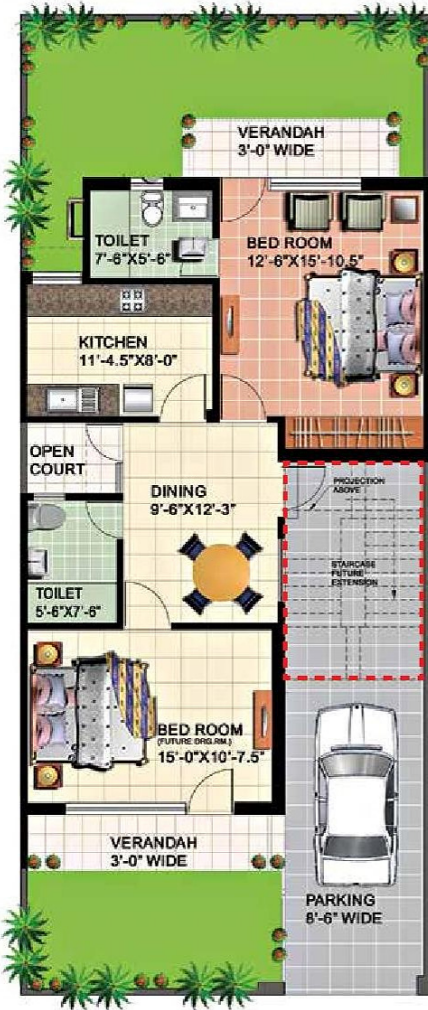 VERANDAH
3'-0" WIDE
TOILET
7'-6"X5'-6"
BED ROOM
12'-6"X15'-10.5"
KITCHEN
11'-4.5"X8'-0"
OPEN
COURT
DINING
9'-6"X12'-3"
PROJECTION
ABOVE
STAIRCASE
FUTURE
EXTENSION
TOILET
5'-6"X7'-6"
BED ROOM
(FUTURE DRG.RM.)
15'-0"X10'-7.5"
VERANDAH
3'-0" WIDE
PARKING
8'-6" WIDE